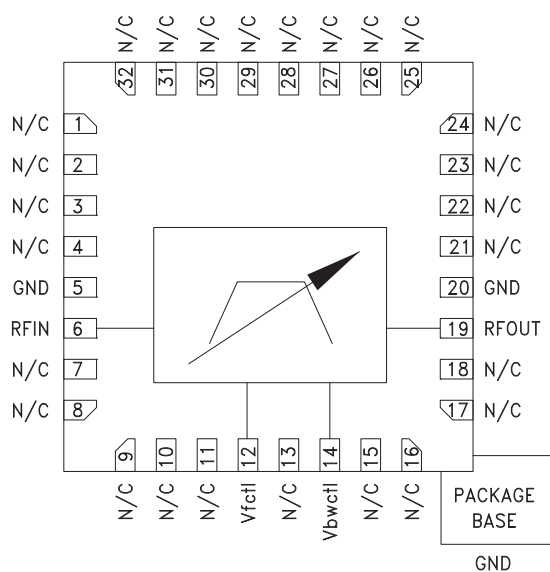 N/C N/C N/C N/C N/C N/C N/C N/C
32 31 30 29 28 27 26 25
N/C 1
N/C 2
N/C 3
N/C 4
GND 5
RFIN 6
N/C 7
N/C 8
24 N/C
23 N/C
22 N/C
21 N/C
20 GND
19 RFOUT
18 N/C
17 N/C
9 10 11 12 13 14 15 16
N/C N/C N/C Vfctl N/C Vbwctl N/C N/C
PACKAGE
BASE
GND